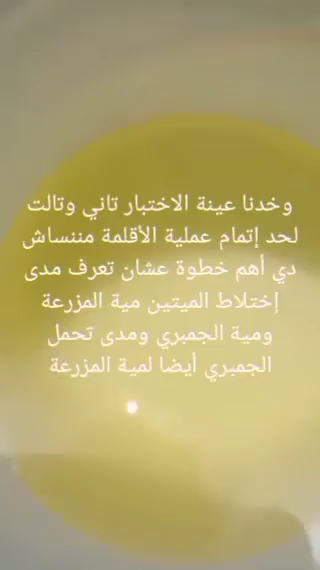 وخدنا عينة الاختبار تاني وتالت
لحد إتمام عملية الأقلمة مننساش
دي أهم خطوة عشان تعرف مدى
إختلاط الميتين مية المزرعة
ومية الجمبري ومدى تحمل
الجمبري أيضا لمية المزرعة